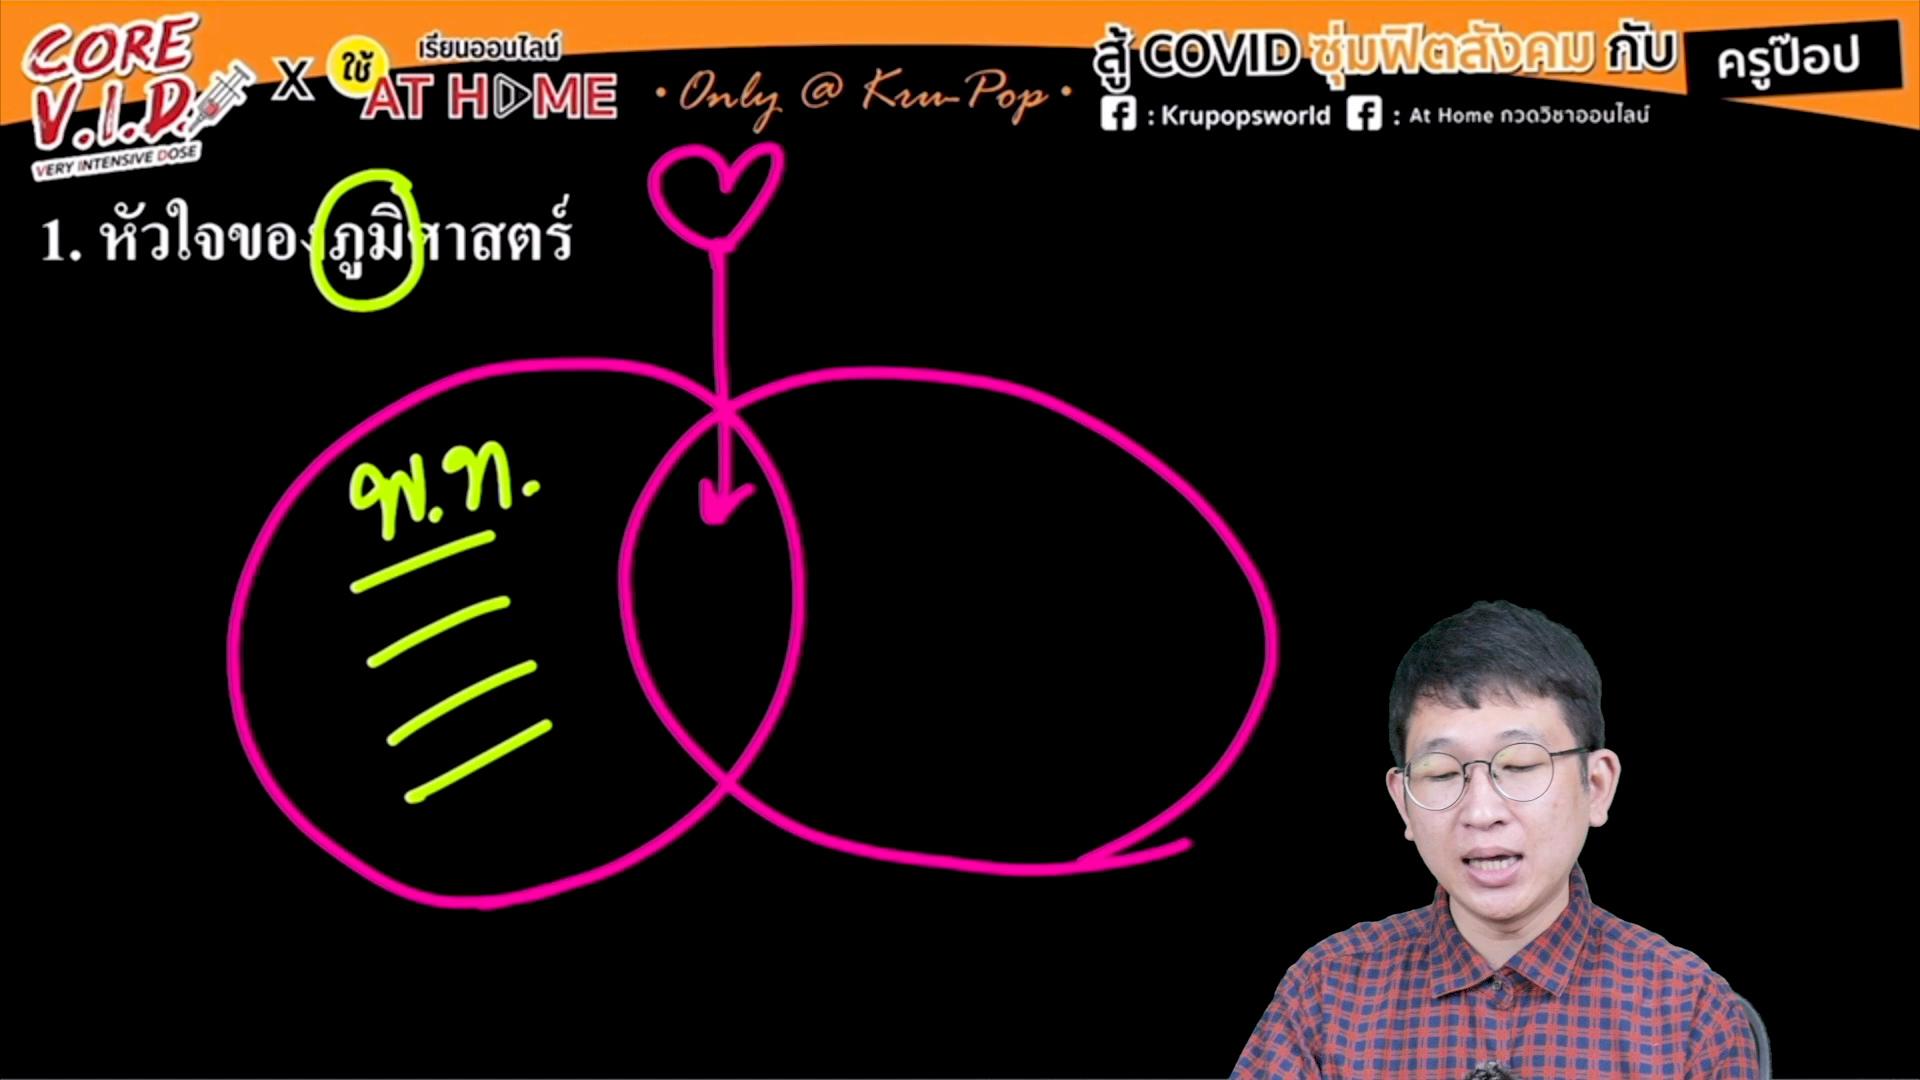 CORE
V.I.D.
VERY INTENSIVE DOSE
X
ใช้
เรียนออนไลน์
AT HOME
• Only @ Kru-Pop •
สู้ COVID ซุ่มฟิตสังคม กับ
ครูป๊อป
: Krupopsworld
: At Home กวดวิชาออนไลน์
1. หัวใจของภูมิศาสตร์
พ.ท.